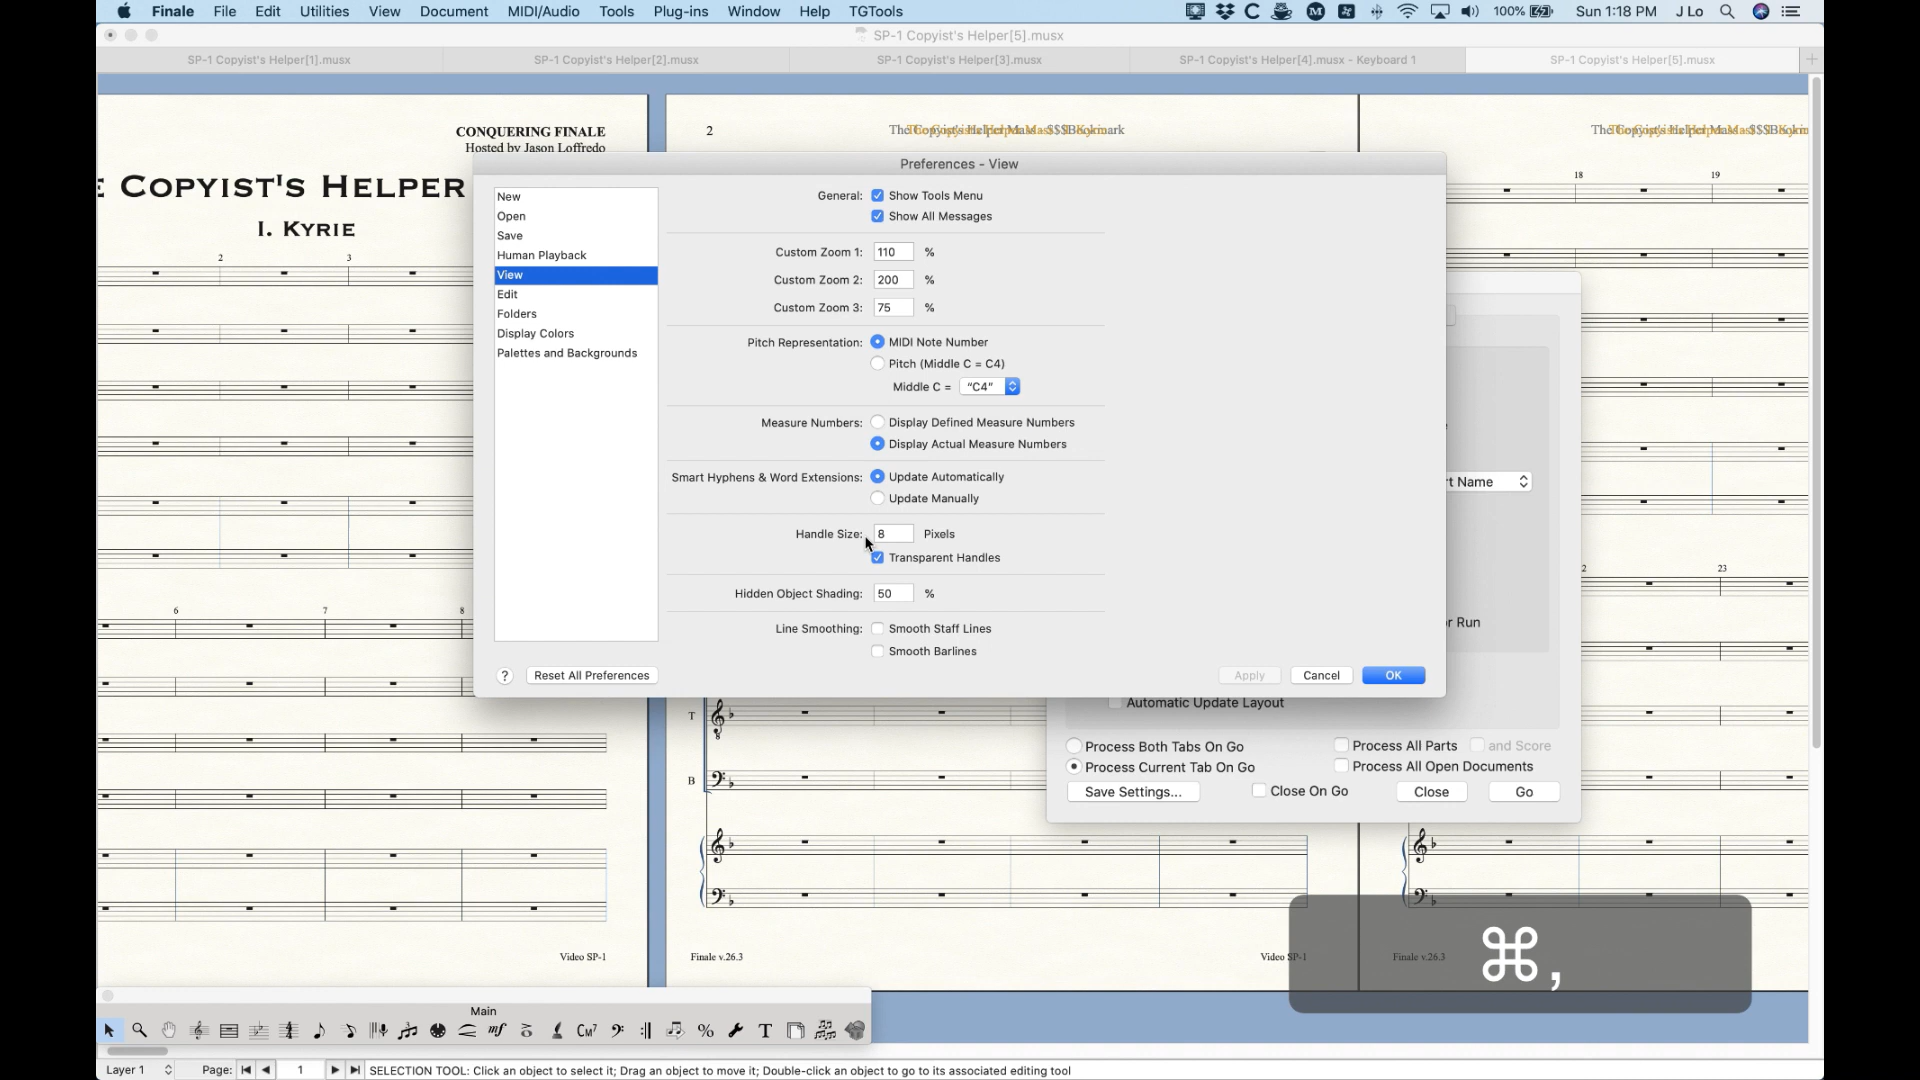 Finale File Edit Utilities View Document MIDI/Audio Tools Plug-ins Window Help TGTools 100% Sun 1:18 PM J Lo
SP-1 Copyist's Helper[5].musx
SP-1 Copyist's Helper[1].musx SP-1 Copyist's Helper[2].musx SP-1 Copyist's Helper[3].musx SP-1 Copyist's Helper[4].musx - Keyboard 1 SP-1 Copyist's Helper[5].musx
CONQUERING FINALE
Hosted by Jason Loffredo
COPYIST'S HELPER
I. KYRIE
2 3
6 7 8
2
18 19
23
Preferences - View
New
Open
Save
Human Playback
View
Edit
Folders
Display Colors
Palettes and Backgrounds
General: Show Tools Menu
Show All Messages
Custom Zoom 1: 110 %
Custom Zoom 2: 200 %
Custom Zoom 3: 75 %
Pitch Representation: MIDI Note Number
Pitch (Middle C = C4)
Middle C = "C4"
Measure Numbers: Display Defined Measure Numbers
Display Actual Measure Numbers
Smart Hyphens & Word Extensions: Update Automatically
Update Manually
Handle Size: 8 Pixels
Transparent Handles
Hidden Object Shading: 50 %
Line Smoothing: Smooth Staff Lines
Smooth Barlines
? Reset All Preferences Apply Cancel OK
Name
Run
Automatic Update Layout
Process Both Tabs On Go Process All Parts and Score
Process Current Tab On Go Process All Open Documents
Save Settings... Close On Go Close Go
T
B
Video SP-1 Finale v.26.3 Video SP-1 Finale v.26.3
⌘,
Main
CM7 mf % T
Layer 1 Page: 1 SELECTION TOOL: Click an object to select it; Drag an object to move it; Double-click an object to go to its associated editing tool